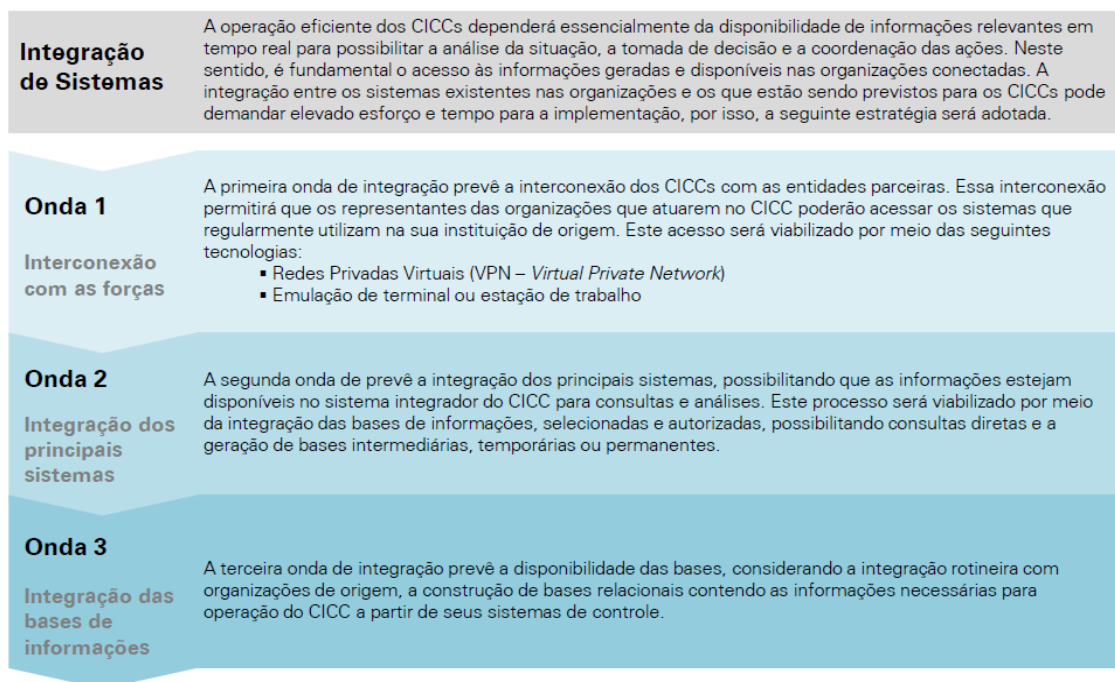 Integração
de Sistemas
A operação eficiente dos CICCs dependerá essencialmente da disponibilidade de informações relevantes em
tempo real para possibilitar a análise da situação, a tomada de decisão e a coordenação das ações. Neste
sentido, é fundamental o acesso às informações geradas e disponíveis nas organizações conectadas. A
integração entre os sistemas existentes nas organizações e os que estão sendo previstos para os CICCs pode
demandar elevado esforço e tempo para a implementação, por isso, a seguinte estratégia será adotada.
Onda 1
Interconexão
com as forças
A primeira onda de integração prevê a interconexão dos CICCs com as entidades parceiras. Essa interconexão
permitirá que os representantes das organizações que atuarem no CICC poderão acessar os sistemas que
regularmente utilizam na sua instituição de origem. Este acesso será viabilizado por meio das seguintes
tecnologias:
▪ Redes Privadas Virtuais (VPN – Virtual Private Network)
▪ Emulação de terminal ou estação de trabalho
Onda 2
Integração dos
principais
sistemas
A segunda onda de prevê a integração dos principais sistemas, possibilitando que as informações estejam
disponíveis no sistema integrador do CICC para consultas e análises. Este processo será viabilizado por meio
da integração das bases de informações, selecionadas e autorizadas, possibilitando consultas diretas e a
geração de bases intermediárias, temporárias ou permanentes.
Onda 3
Integração das
bases de
informações
A terceira onda de integração prevê a disponibilidade das bases, considerando a integração rotineira com
organizações de origem, a construção de bases relacionais contendo as informações necessárias para
operação do CICC a partir de seus sistemas de controle.